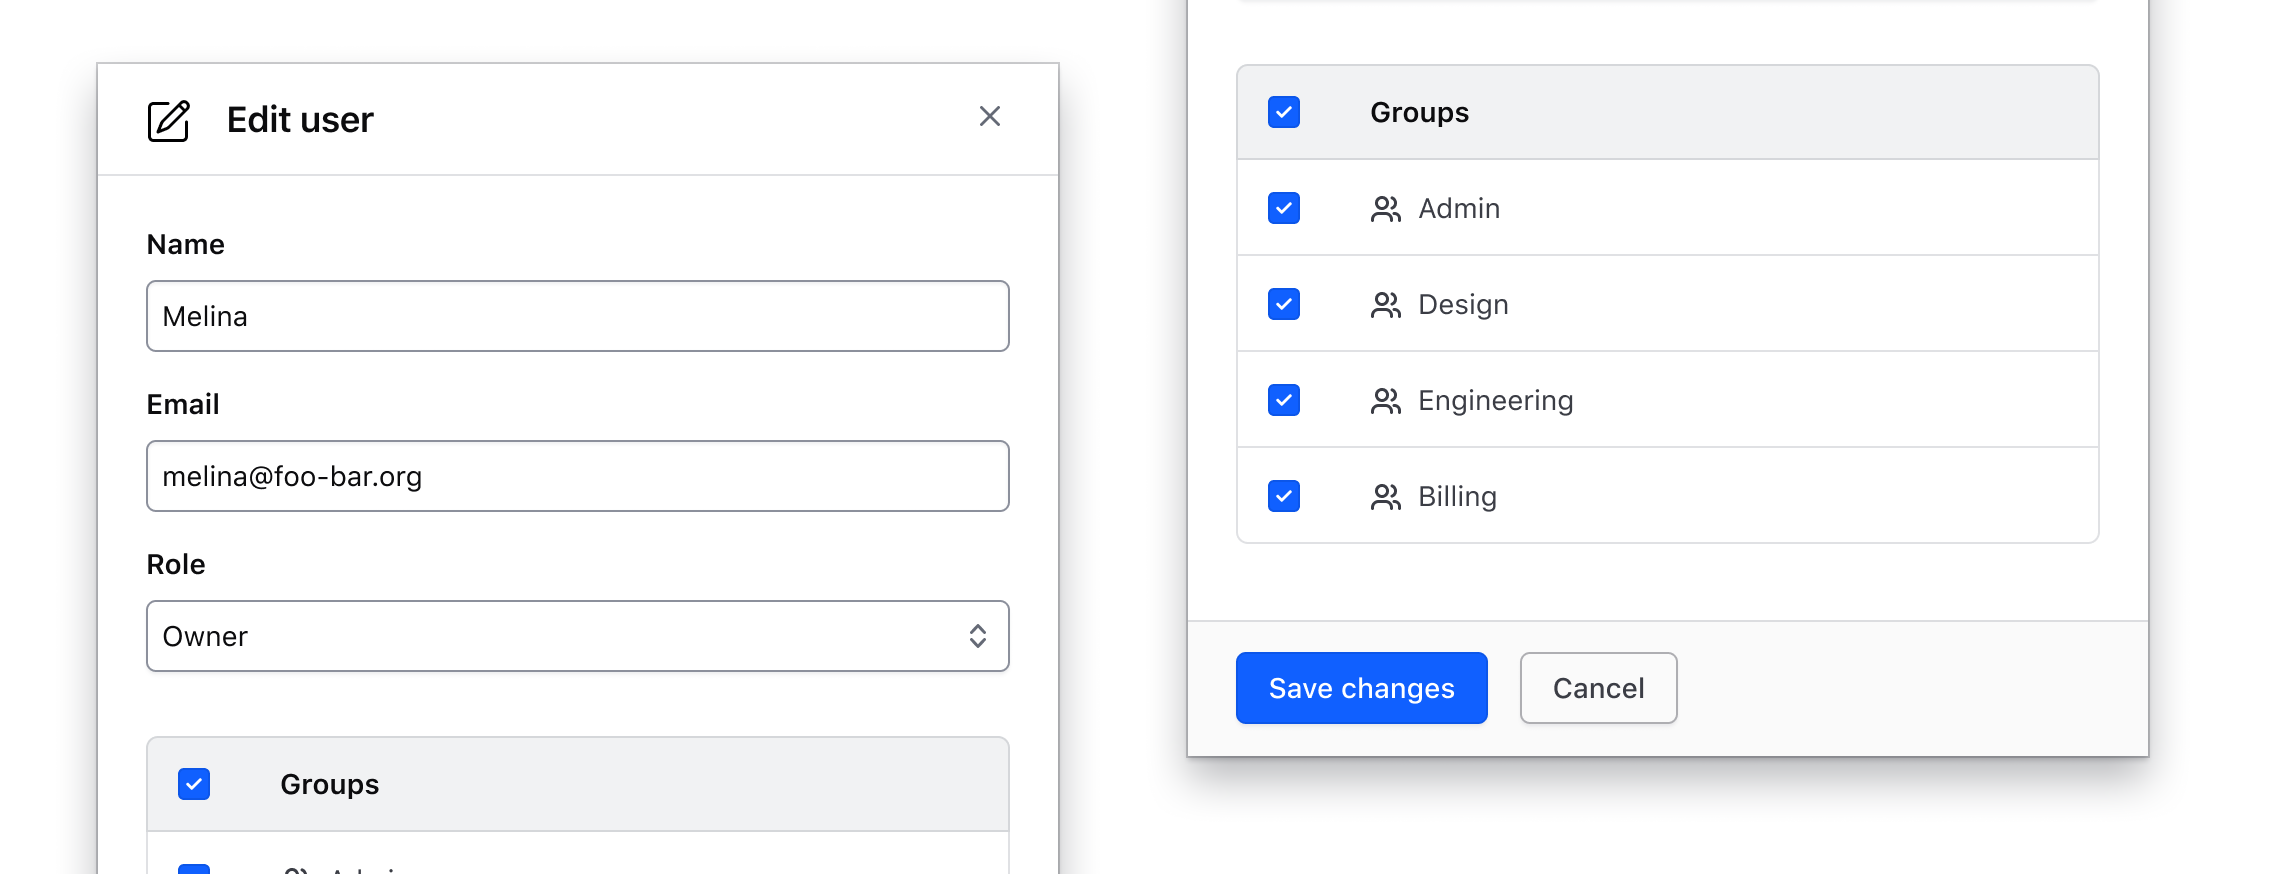 Edit user
Name
Melina
Email
melina@foo-bar.org
Role
Owner
Groups
Groups
Admin
Design
Engineering
Billing
Save changes
Cancel